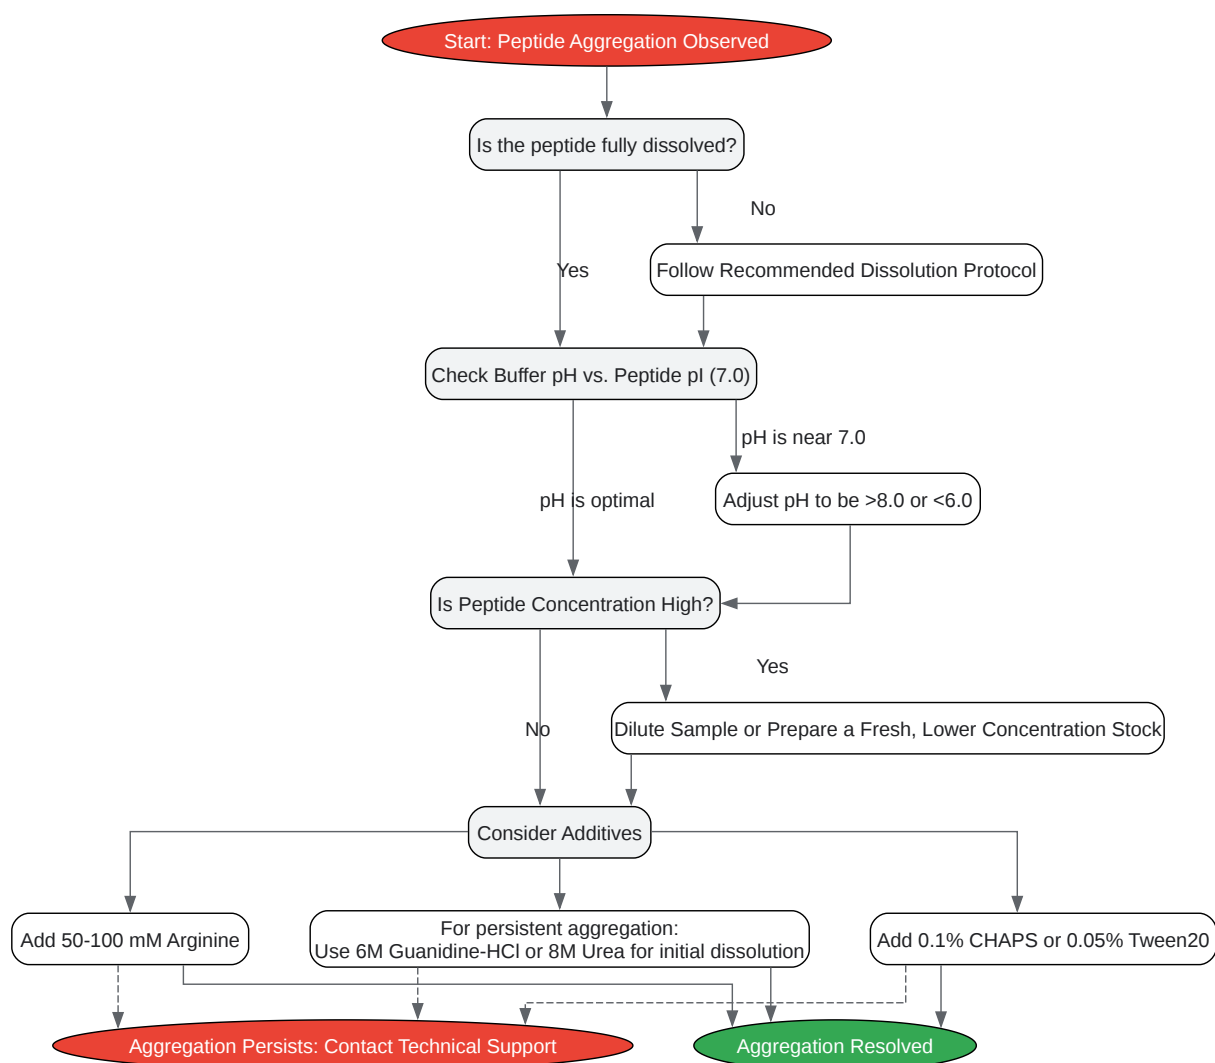 Start: Peptide Aggregation Observed
Is the peptide fully dissolved?
No
Yes
Follow Recommended Dissolution Protocol
Check Buffer pH vs. Peptide pI (7.0)
pH is near 7.0
pH is optimal
Adjust pH to be >8.0 or <6.0
Is Peptide Concentration High?
Yes
No
Dilute Sample or Prepare a Fresh, Lower Concentration Stock
Consider Additives
Add 50-100 mM Arginine
For persistent aggregation:
Use 6M Guanidine-HCl or 8M Urea for initial dissolution
Add 0.1% CHAPS or 0.05% Tween20
Aggregation Persists: Contact Technical Support
Aggregation Resolved